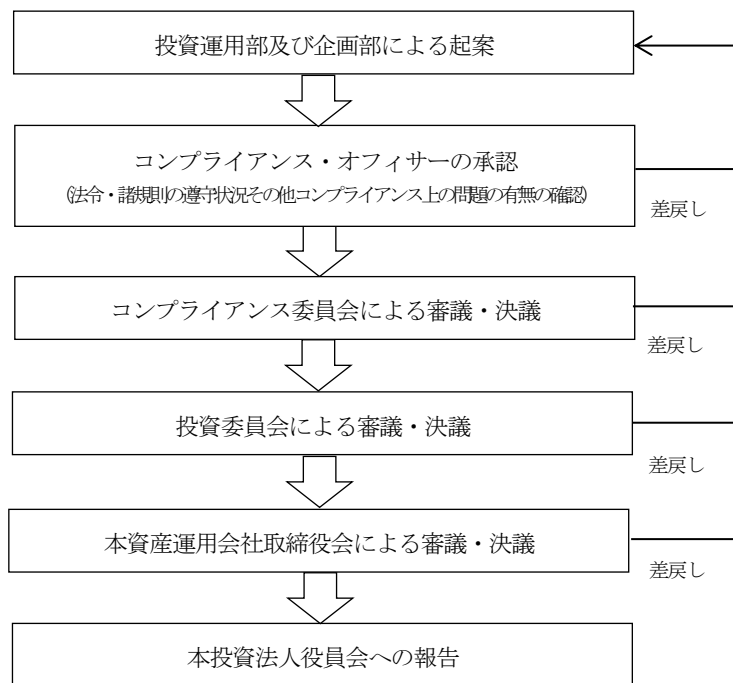 投資運用部及び企画部による起案
コンプライアンス・オフィサーの承認
(法令・諸規則の遵守状況その他コンプライアンス上の問題の有無の確認)
差戻し
コンプライアンス委員会による審議・決議
差戻し
投資委員会による審議・決議
差戻し
本資産運用会社取締役会による審議・決議
差戻し
本投資法人役員会への報告